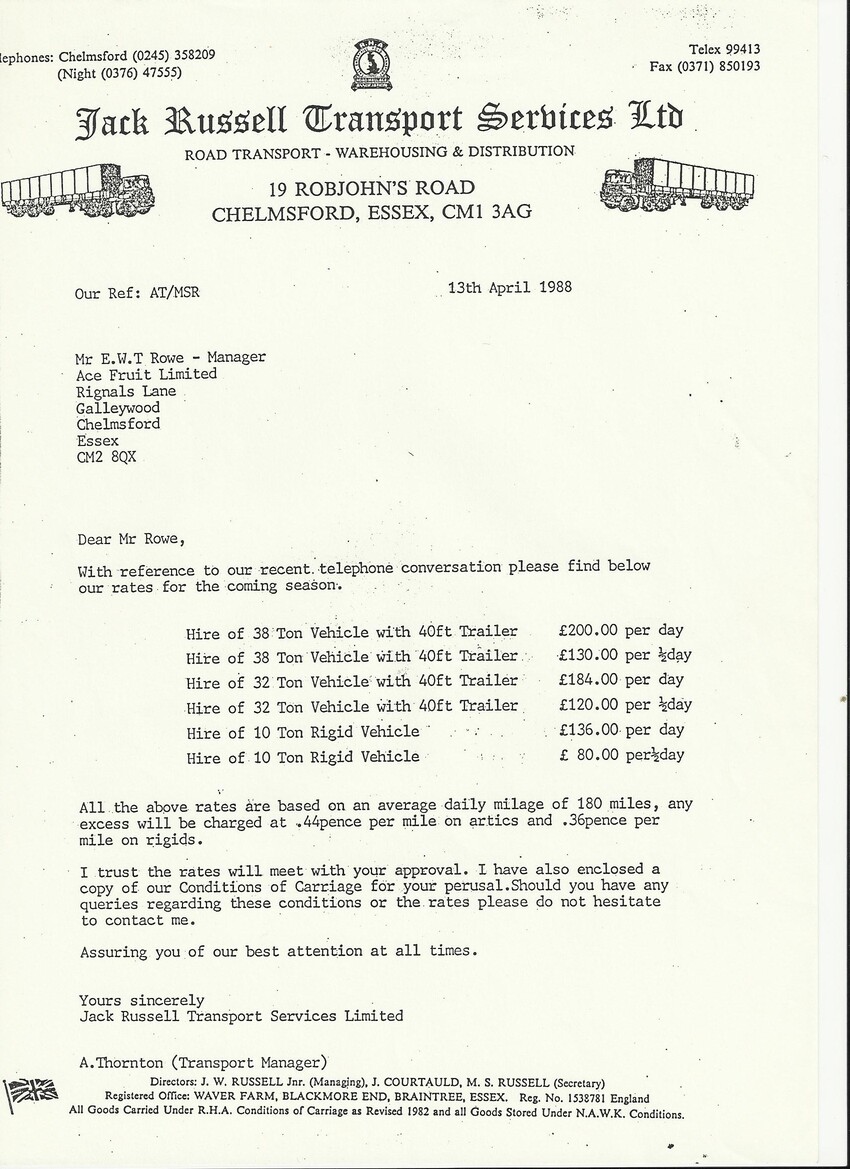 lephones: Chelmsford (0245) 358209
(Night (0376) 47555)
Telex 99413
Fax (0371) 850193
Jack Russell Transport Services Ltd
ROAD TRANSPORT - WAREHOUSING & DISTRIBUTION
19 ROBJOHN'S ROAD
CHELMSFORD, ESSEX, CM1 3AG
Our Ref: AT/MSR
13th April 1988
Mr E.W.T Rowe - Manager
Ace Fruit Limited
Rignals Lane
Galleywood
Chelmsford
Essex
CM2 8QX
Dear Mr Rowe,
With reference to our recent telephone conversation please find below
our rates for the coming season.
Hire of 38 Ton Vehicle with 40ft Trailer £200.00 per day
Hire of 38 Ton Vehicle with 40ft Trailer £130.00 per ½day
Hire of 32 Ton Vehicle with 40ft Trailer £184.00 per day
Hire of 32 Ton Vehicle with 40ft Trailer £120.00 per ½day
Hire of 10 Ton Rigid Vehicle £136.00 per day
Hire of 10 Ton Rigid Vehicle £ 80.00 per½day
All the above rates are based on an average daily milage of 180 miles, any
excess will be charged at .44pence per mile on artics and .36pence per
mile on rigids.
I trust the rates will meet with your approval. I have also enclosed a
copy of our Conditions of Carriage for your perusal.Should you have any
queries regarding these conditions or the rates please do not hesitate
to contact me.
Assuring you of our best attention at all times.
Yours sincerely
Jack Russell Transport Services Limited
A.Thornton (Transport Manager)
Directors: J. W. RUSSELL Jnr. (Managing), J. COURTAULD, M. S. RUSSELL (Secretary)
Registered Office: WAVER FARM, BLACKMORE END, BRAINTREE, ESSEX. Reg. No. 1538781 England
All Goods Carried Under R.H.A. Conditions of Carriage as Revised 1982 and all Goods Stored Under N.A.W.K. Conditions.